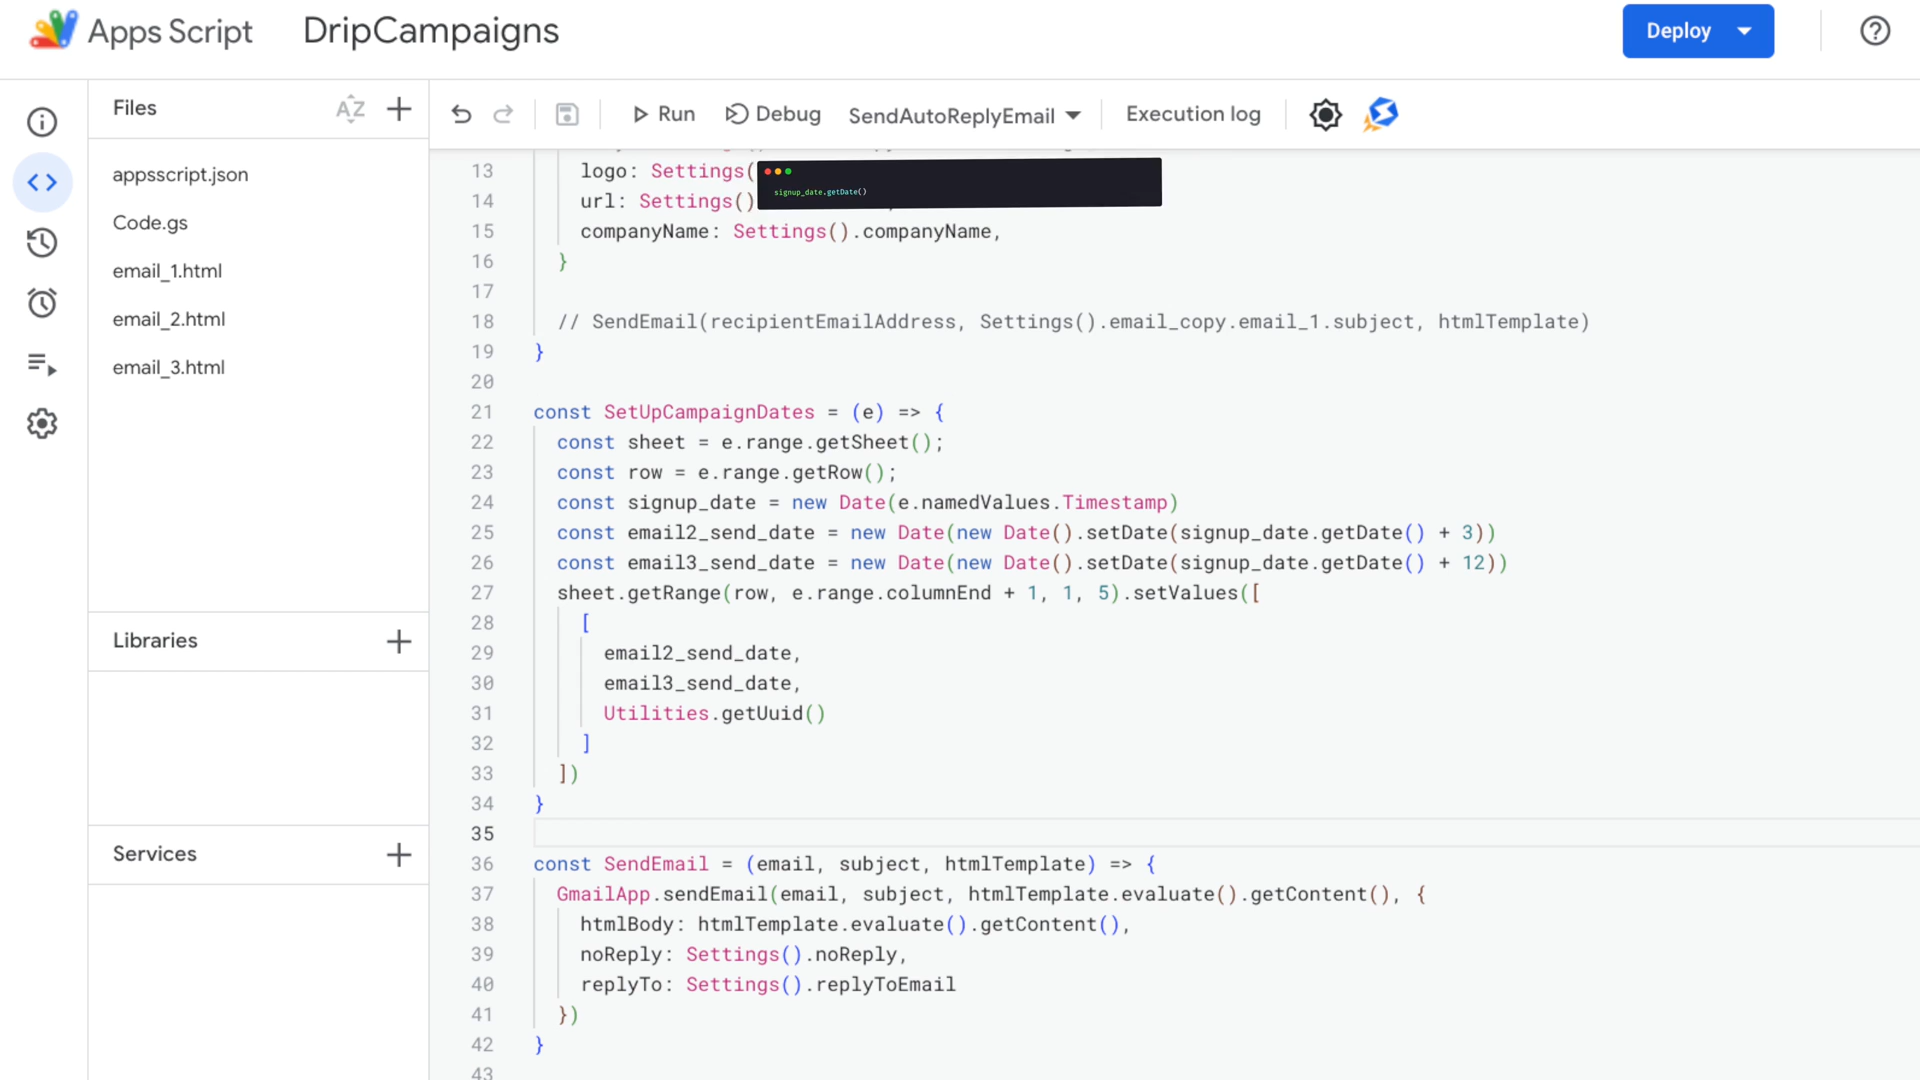 Apps Script
DripCampaigns
Deploy
Files
AZ
Run
Debug
SendAutoReplyEmail
Execution log
appsscript.json
Code.gs
email_1.html
email_2.html
email_3.html
Libraries
Services
13 logo: Settings(
signup_date.getDate()
14 url: Settings()
15 companyName: Settings().companyName,
16 }
17
18 // SendEmail(recipientEmailAddress, Settings().email_copy.email_1.subject, htmlTemplate)
19 }
20
21 const SetUpCampaignDates = (e) => {
22 const sheet = e.range.getSheet();
23 const row = e.range.getRow();
24 const signup_date = new Date(e.namedValues.Timestamp)
25 const email2_send_date = new Date(new Date().setDate(signup_date.getDate() + 3))
26 const email3_send_date = new Date(new Date().setDate(signup_date.getDate() + 12))
27 sheet.getRange(row, e.range.columnEnd + 1, 1, 5).setValues([
28 [
29 email2_send_date,
30 email3_send_date,
31 Utilities.getUuid()
32 ]
33 ])
34 }
35
36 const SendEmail = (email, subject, htmlTemplate) => {
37 GmailApp.sendEmail(email, subject, htmlTemplate.evaluate().getContent(), {
38 htmlBody: htmlTemplate.evaluate().getContent(),
39 noReply: Settings().noReply,
40 replyTo: Settings().replyToEmail
41 })
42 }
43